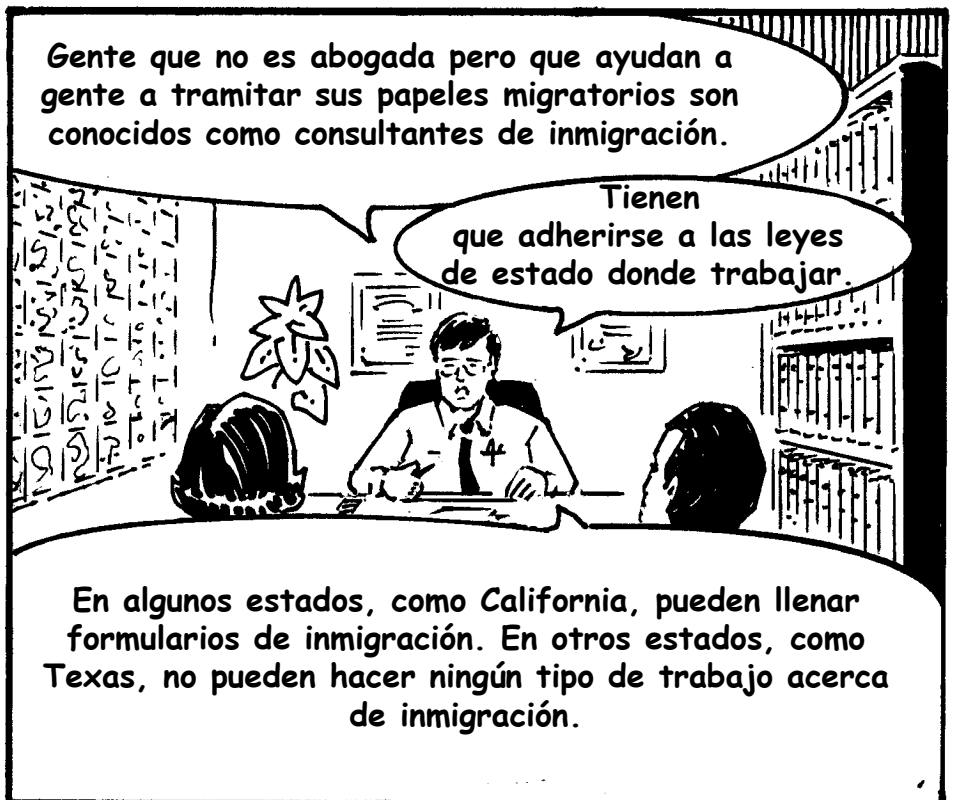 Gente que no es abogada pero que ayudan a
gente a tramitar sus papeles migratorios son
conocidos como consultantes de inmigración.
Tienen
que adherirse a las leyes
de estado donde trabajar.
En algunos estados, como California, pueden llenar
formularios de inmigración. En otros estados, como
Texas, no pueden hacer ningún tipo de trabajo acerca
de inmigración.